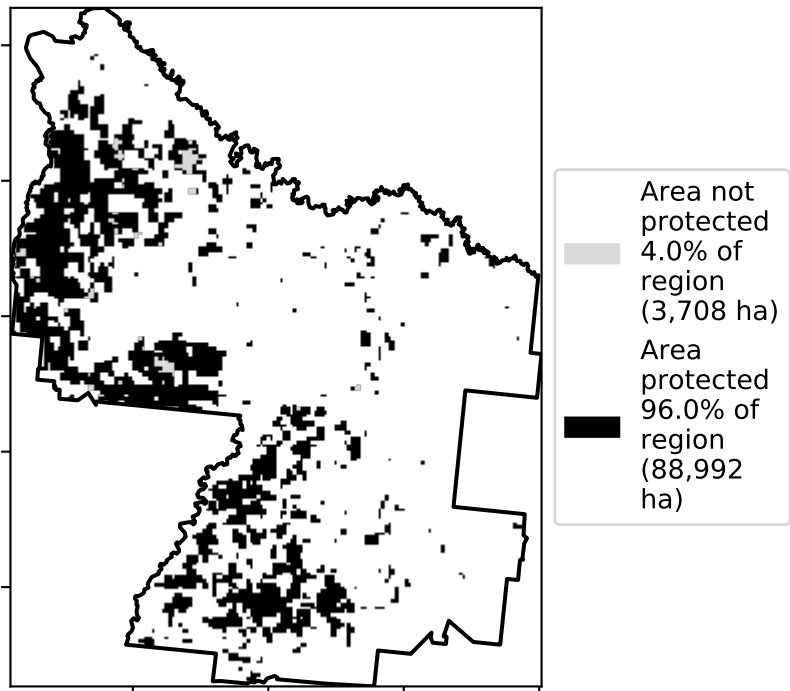 Area not
protected
4.0% of
region
(3,708 ha)
Area
protected
96.0% of
region
(88,992
ha)